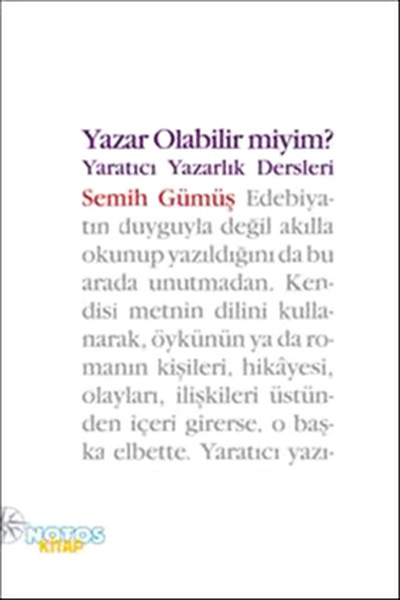 Yazar Olabilir miyim?
Yaratıcı Yazarlık Dersleri
Semih Gümüş Edebiya-
tın duyguyla değil akılla
okunup yazıldığını da bu
arada unutmadan. Ken-
disi metnin dilini kulla-
narak, öykünün ya da ro-
manın kişileri, hikâyesi,
olayları, ilişkileri üstün-
den içeri girerse, o baş-
ka elbette. Yaratıcı yazı-
NOTOS
KİTAP